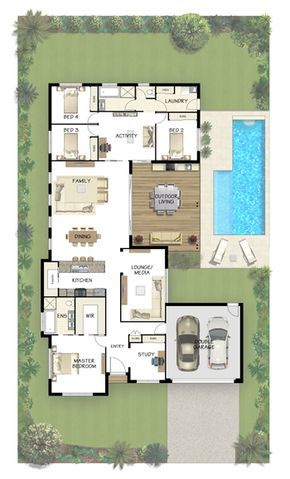 BED 4
LAUNDRY
BED 3
ACTIVITY
BED 2
FAMILY
OUTDOOR
LIVING
DINING
KITCHEN
LOUNGE/
MEDIA
ENS
WIR
DOUBLE
GARAGE
ENTRY
STUDY
MASTER
BEDROOM